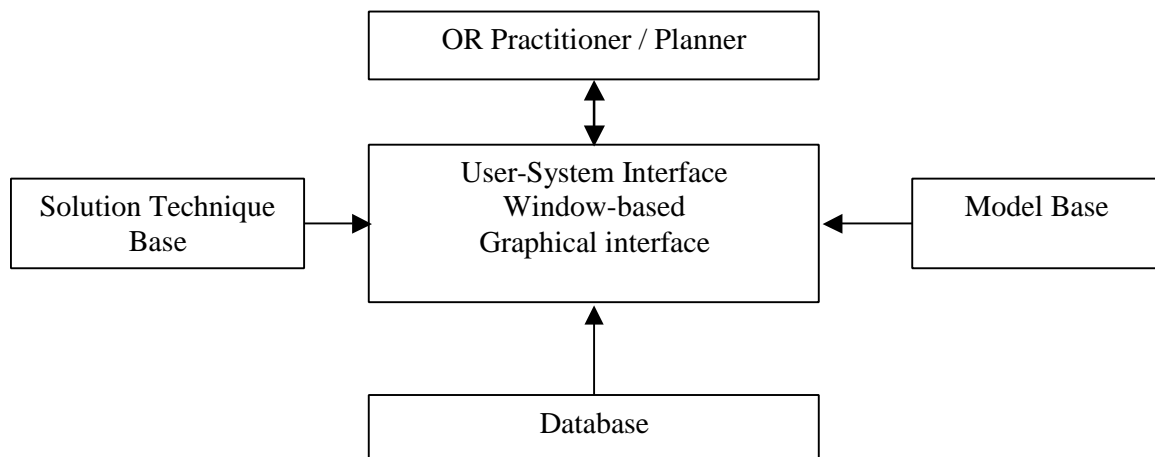 OR Practitioner / Planner
User-System Interface
Window-based
Graphical interface
Solution Technique
Base
Model Base
Database